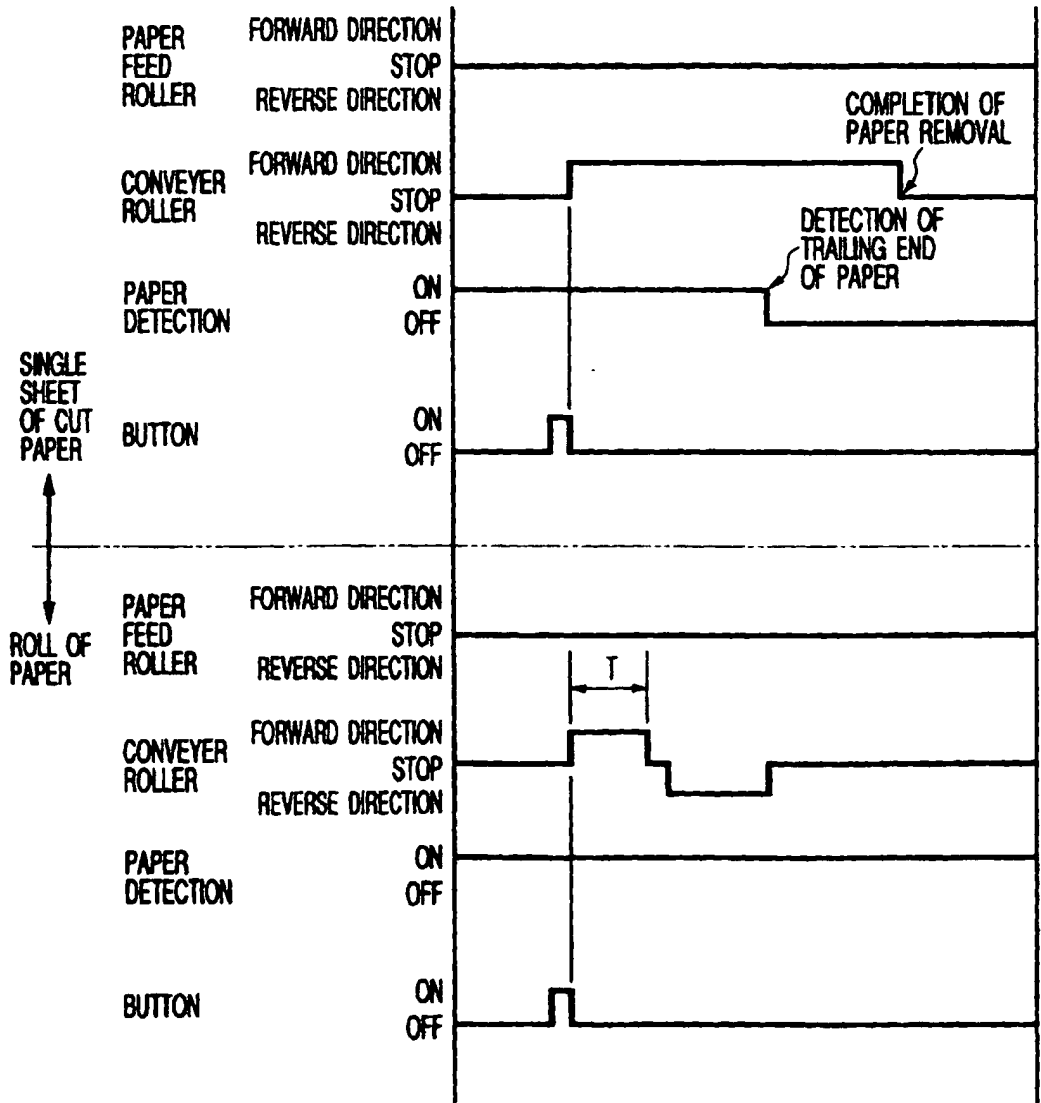 PAPER
FEED
ROLLER
FORWARD DIRECTION
STOP
REVERSE DIRECTION
COMPLETION OF
PAPER REMOVAL
CONVEYER
ROLLER
FORWARD DIRECTION
STOP
REVERSE DIRECTION
DETECTION OF
TRAILING END
OF PAPER
PAPER
DETECTION
ON
OFF
SINGLE
SHEET
OF CUT
PAPER
BUTTON
ON
OFF
ROLL OF
PAPER
PAPER
FEED
ROLLER
FORWARD DIRECTION
STOP
REVERSE DIRECTION
T
CONVEYER
ROLLER
FORWARD DIRECTION
STOP
REVERSE DIRECTION
PAPER
DETECTION
ON
OFF
BUTTON
ON
OFF